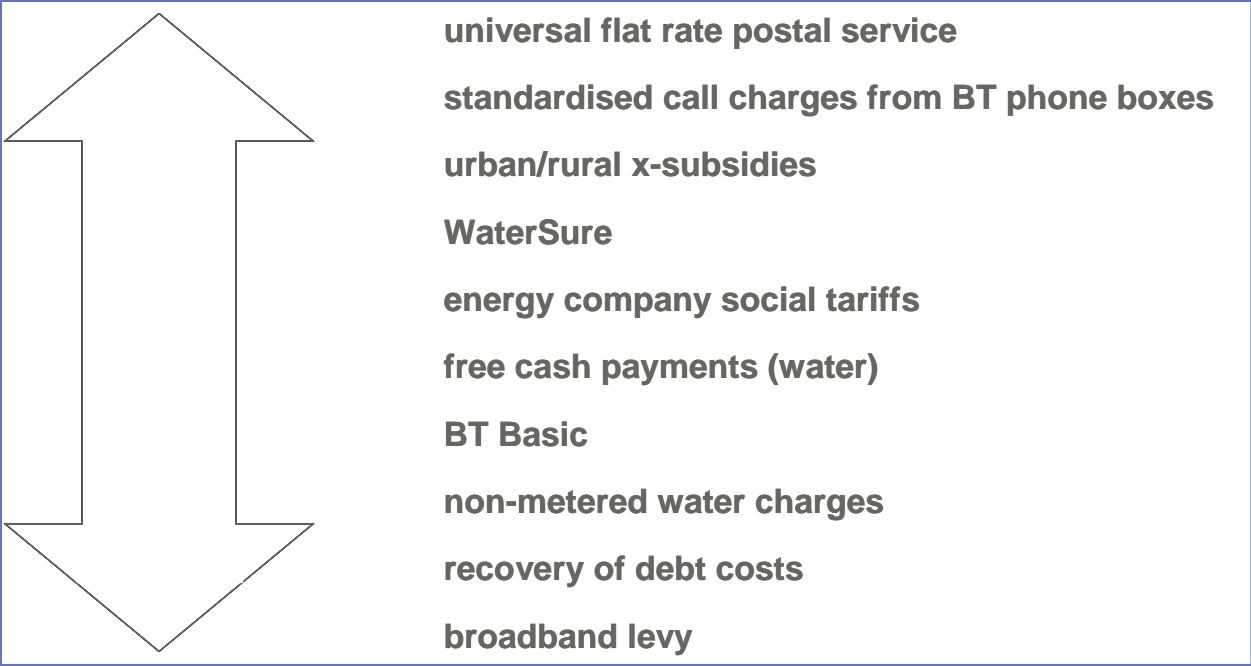 universal flat rate postal service
standardised call charges from BT phone boxes
urban/rural x-subsidies
WaterSure
energy company social tariffs
free cash payments (water)
BT Basic
non-metered water charges
recovery of debt costs
broadband levy